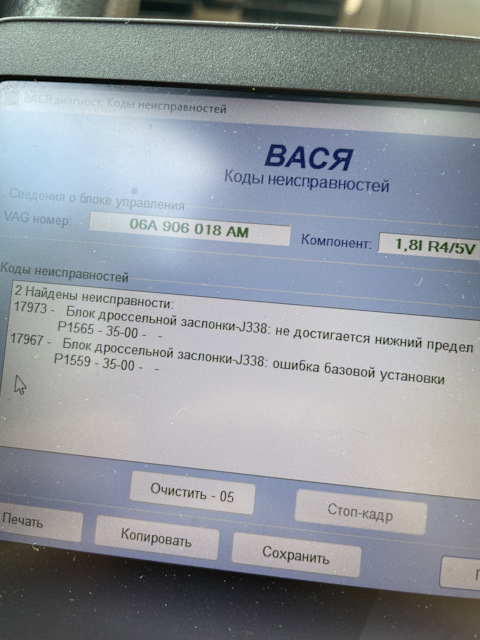 ВАСЯ диагност: Коды неисправностей
ВАСЯ
Коды неисправностей
Сведения о блоке управления
VAG номер: 06A 906 018 AM Компонент: 1,8l R4/5V
Коды неисправностей
2 Найдены неисправности:
17973 - Блок дроссельной заслонки-J338: не достигается нижний предел
P1565 - 35-00 - -
17967 - Блок дроссельной заслонки-J338: ошибка базовой установки
P1559 - 35-00 - -
Очистить - 05 Стоп-кадр
Печать Копировать Сохранить